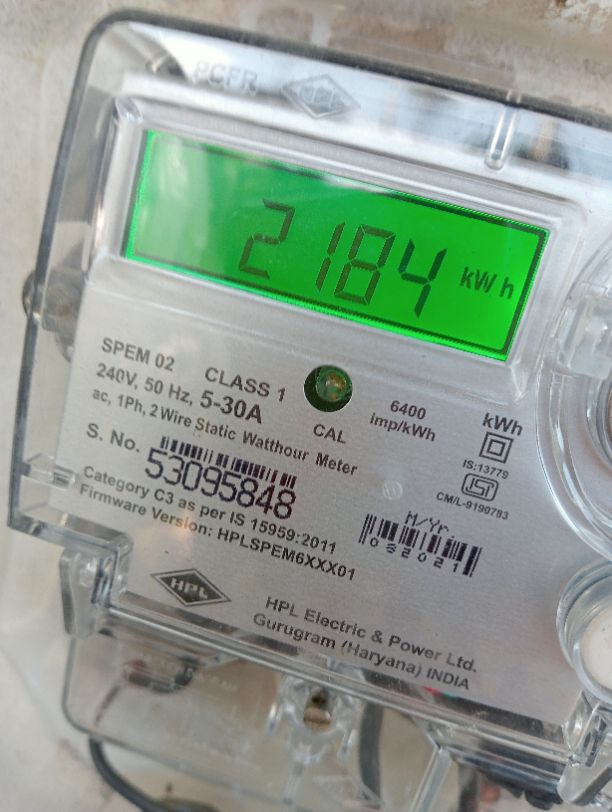 HPL
2184 kWh
SPEM 02 CLASS 1
240V, 50 Hz, 5-30A
ac, 1Ph, 2 Wire Static Watthour Meter
CAL
6400
imp/kWh
kWh
IS:13779
ISI
CM/L-9190783
S. No. 53095848
Category C3 as per IS 15959:2011
Firmware Version: HPLSPEM6XXX01
M/Yr.
052021
HPL
HPL Electric & Power Ltd.
Gurugram (Haryana) INDIA